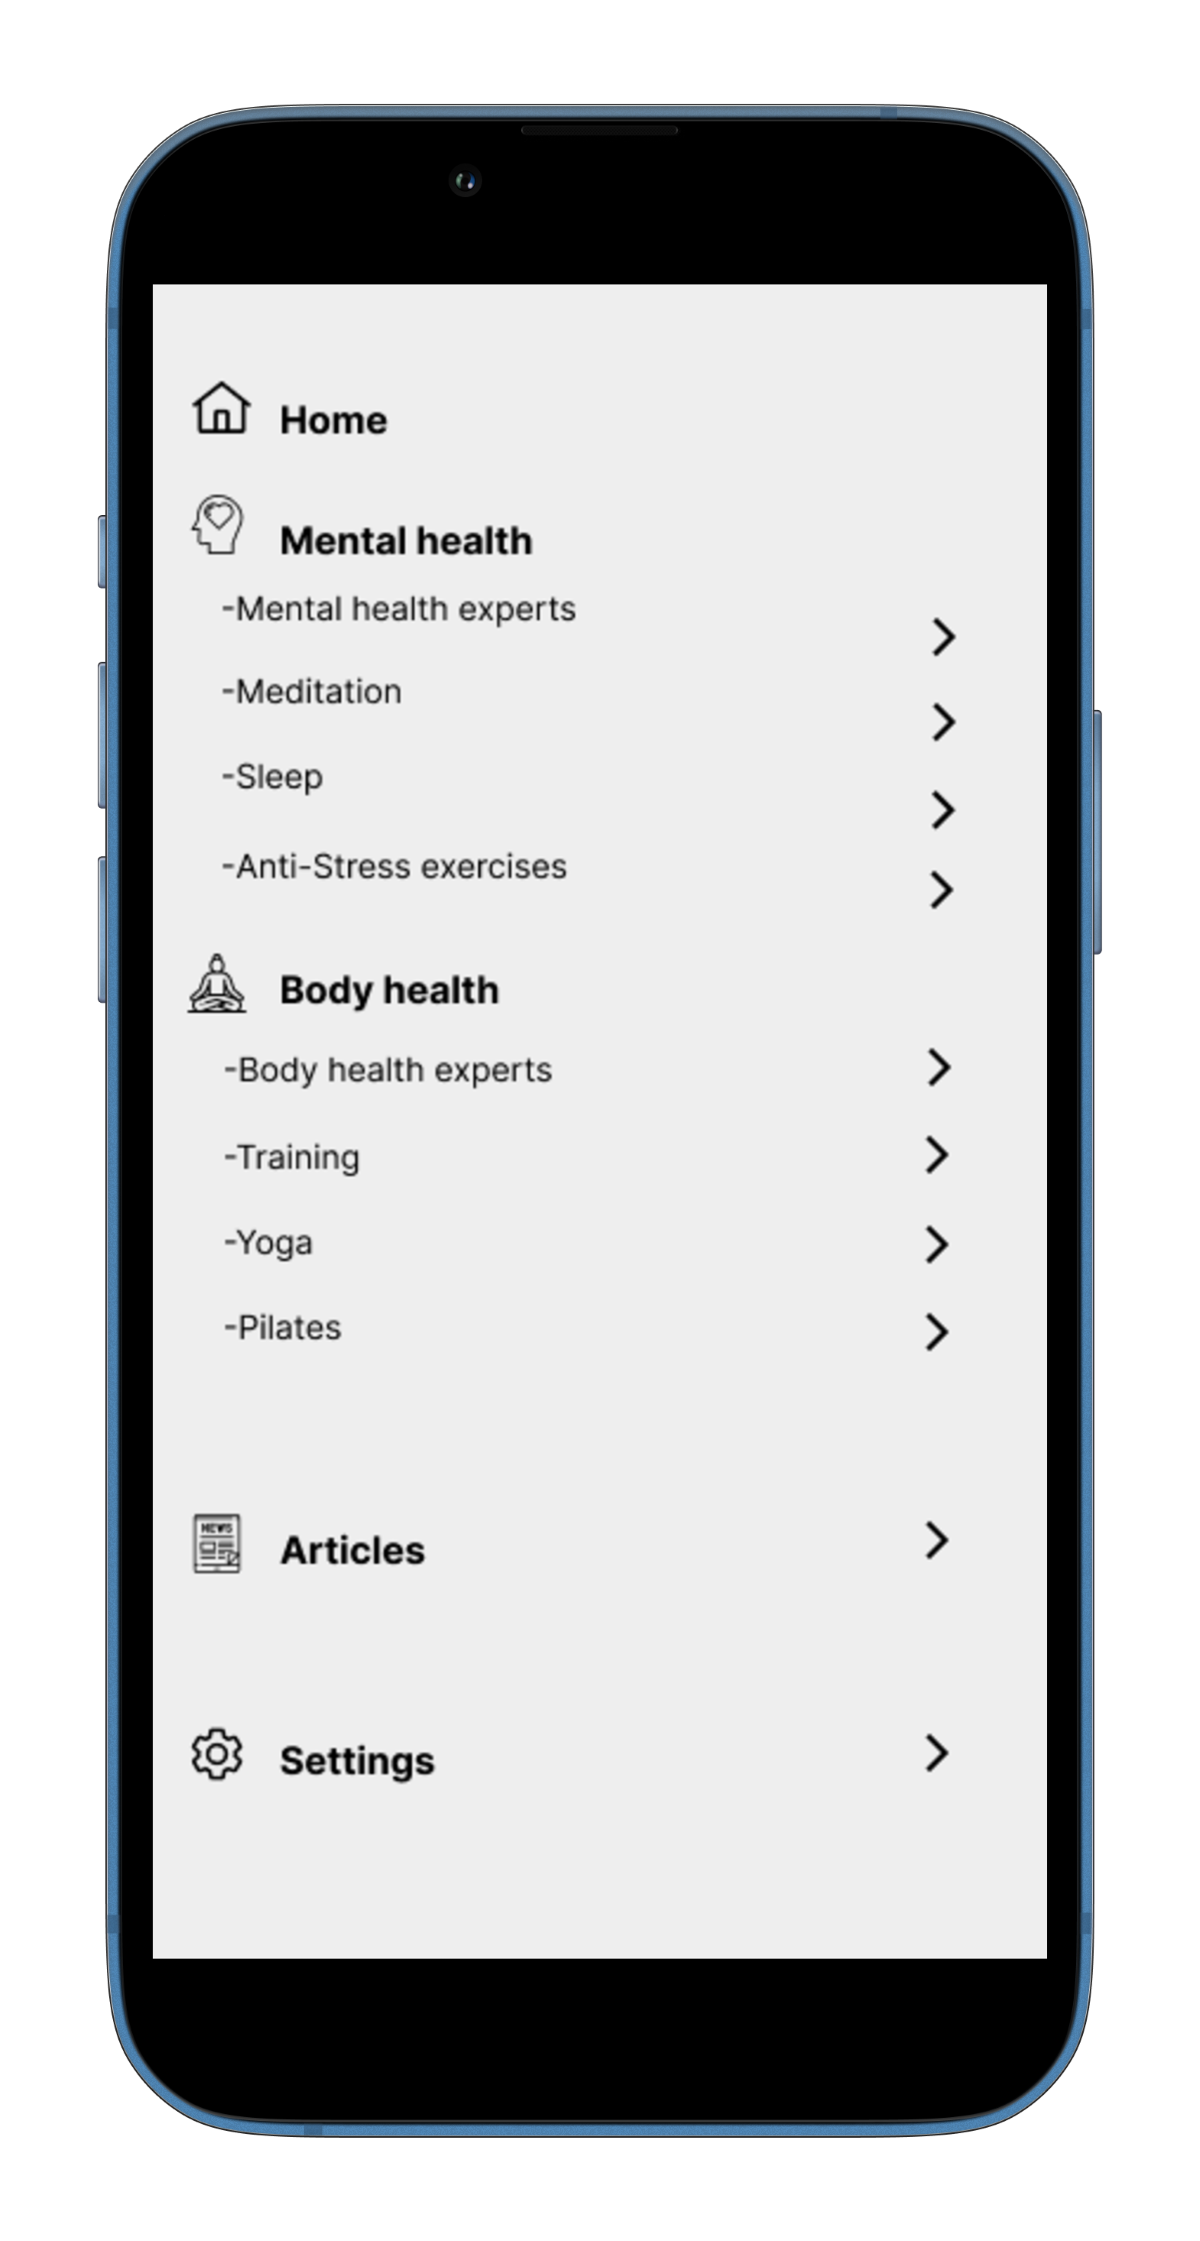 Home
Mental health
-Mental health experts
-Meditation
-Sleep
-Anti-Stress exercises
Body health
-Body health experts
-Training
-Yoga
-Pilates
NEWS
Articles
Settings